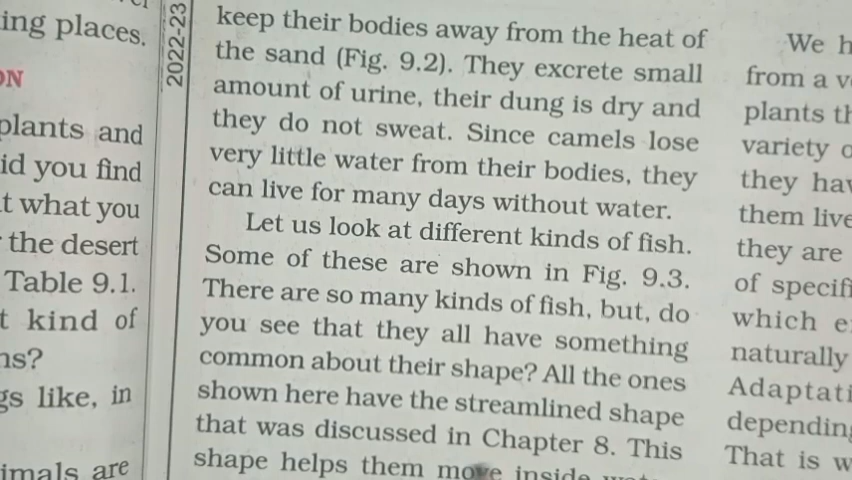 ing places.
ON
plants and
id you find
t what you
the desert
Table 9.1.
t kind of
ns?
gs like, in
imals are
2022-23
keep their bodies away from the heat of
the sand (Fig. 9.2). They excrete small
amount of urine, their dung is dry and
they do not sweat. Since camels lose
very little water from their bodies, they
can live for many days without water.
Let us look at different kinds of fish.
Some of these are shown in Fig. 9.3.
There are so many kinds of fish, but, do
you see that they all have something
common about their shape? All the ones
shown here have the streamlined shape
that was discussed in Chapter 8. This
shape helps them move inside
We h
from a v
plants th
variety o
they hav
them live
they are
of specifi
which e
naturally
Adaptati
depending
That is w